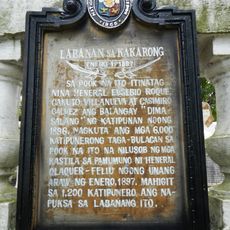 LABANAN SA KAKARONG
ENERO 1, 1897
SA POOK NA ITO ITINATAG
NINA HENERAL EUSEBIO ROQUE,
CANUTO VILLANUEVA AT CASIMIRO
GALVEZ ANG BALANGAY "DIMA-
SALANG" NG KATIPUNAN NOONG
1896. NAGKUTA ANG MGA 6,000
KATIPUNERONG TAGA-BULACAN SA
POOK NA ITO NA NILUSOB NG MGA
KASTILA SA PAMUMUNO NI HENERAL
OLAGUER-FELIU NOONG UNANG
ARAW NG ENERO, 1897. MAHIGIT
SA 1,200 KATIPUNERO ANG NA-
PUKSA SA LABANANG ITO.